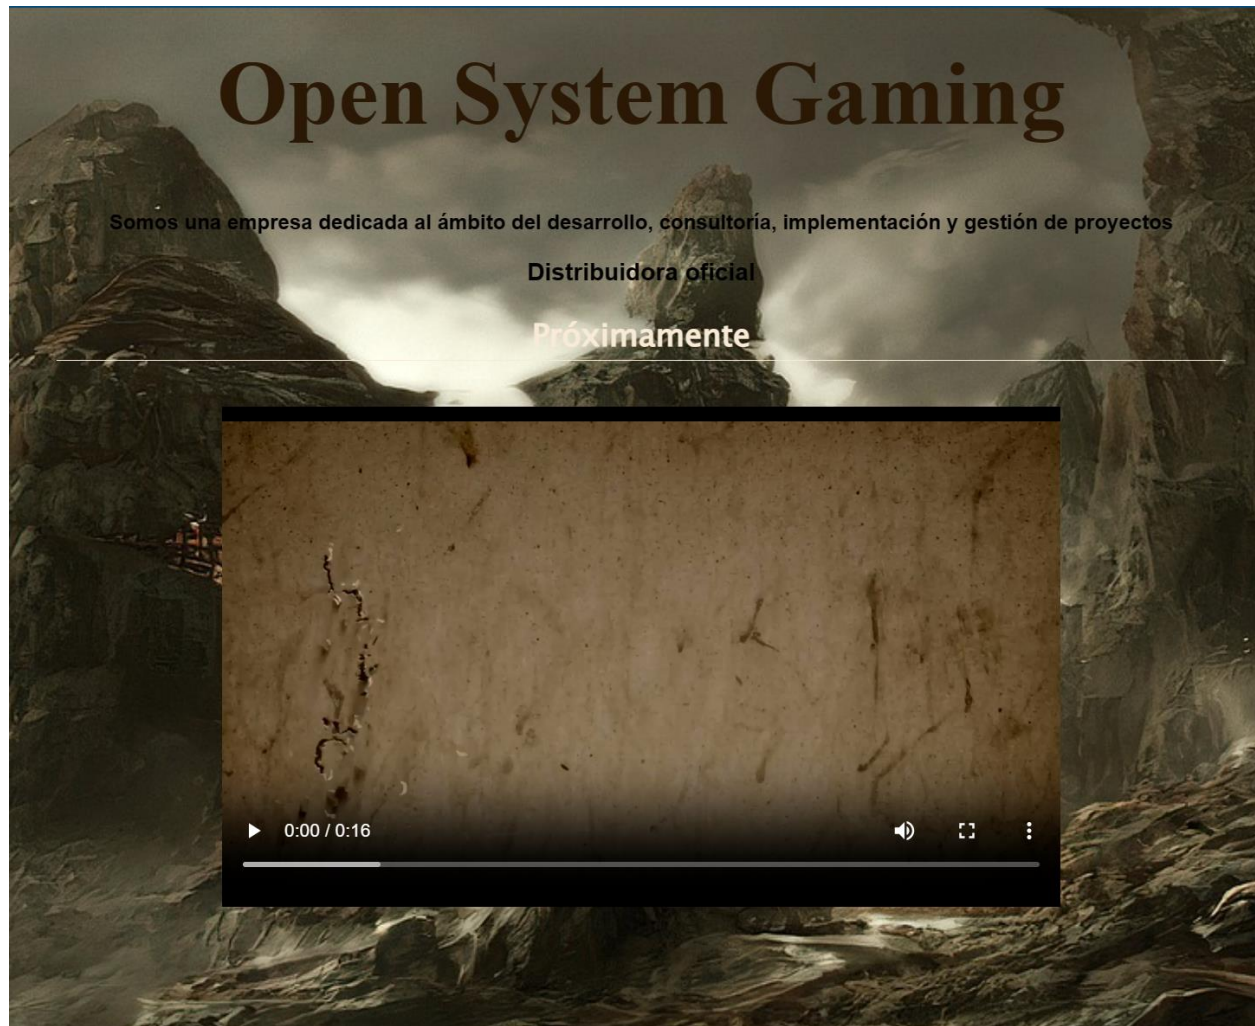 Open System Gaming
Somos una empresa dedicada al ámbito del desarrollo, consultoría, implementación y gestión de proyectos
Distribuidora oficial
Próximamente
0:00 / 0:16